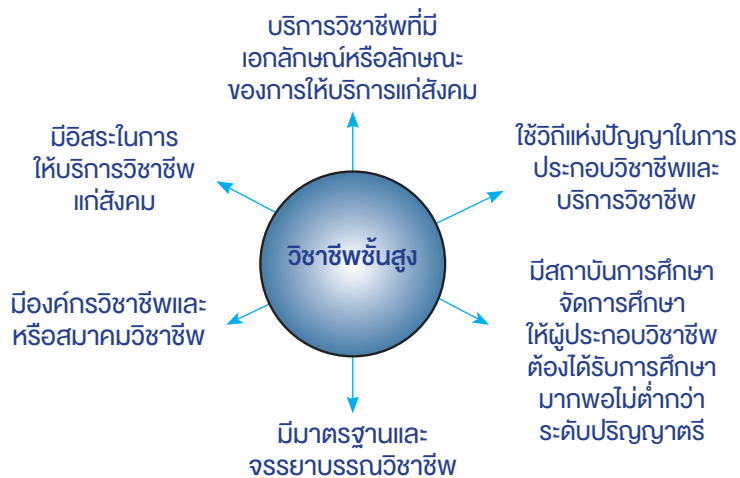 บริการวิชาชีพที่มี
เอกลักษณ์หรือลักษณะ
ของการให้บริการแก่สังคม
มีอิสระในการ
ให้บริการวิชาชีพ
แก่สังคม
ใช้วิถีแห่งปัญญาในการ
ประกอบวิชาชีพและ
บริการวิชาชีพ
วิชาชีพชั้นสูง
มีองค์กรวิชาชีพและ
หรือสมาคมวิชาชีพ
มีสถาบันการศึกษา
จัดการศึกษา
ให้ผู้ประกอบวิชาชีพ
ต้องได้รับการศึกษา
มากพอไม่ต่ำกว่า
ระดับปริญญาตรี
มีมาตรฐานและ
จรรยาบรรณวิชาชีพ